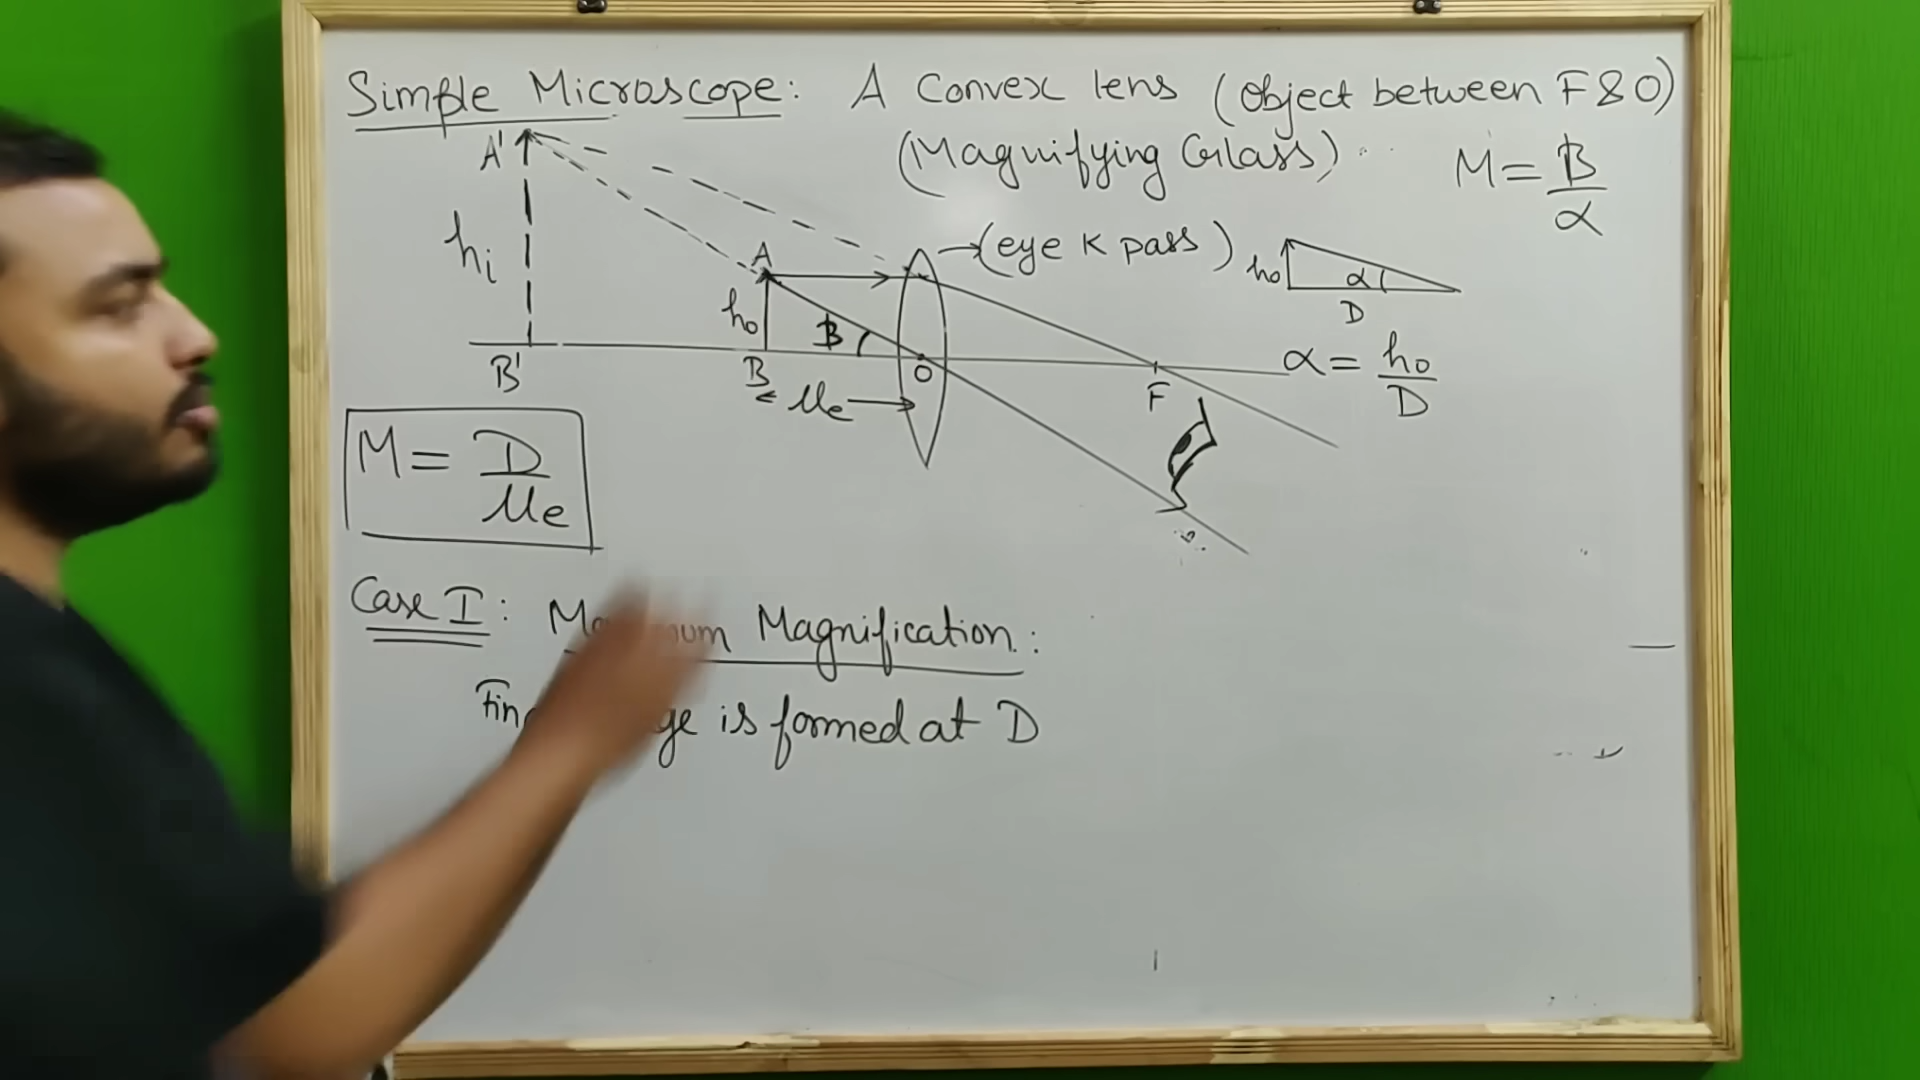 Simple Microscope: A Convex lens (Object between F & O)
(Magnifying Glass)
M = β/α
A'
hi
A
ho
β
B'
B
O
F
ue
→(eye K pass)
ho
α
D
α = ho/D
M = D/ue
Case I: Magnification:
is formed at D